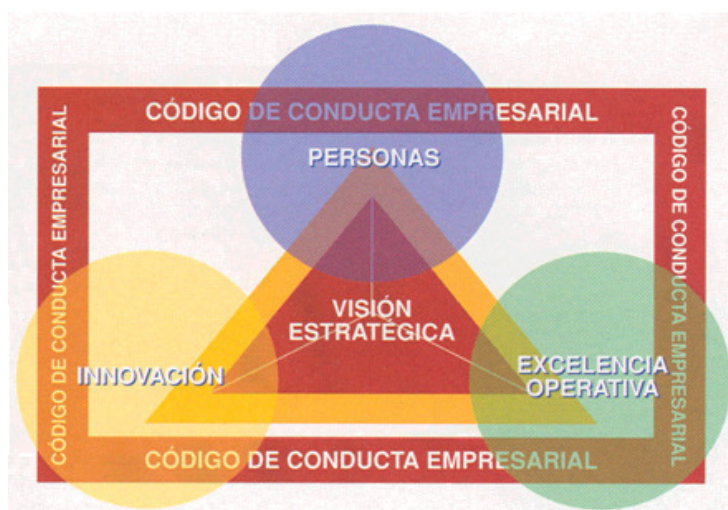 CÓDIGO DE CONDUCTA EMPRESARIAL
PERSONAS
CÓDIGO DE CONDUCTA EMPRESARIAL
CÓDIGO DE CONDUCTA EMPRESARIAL
VISIÓN
ESTRATÉGICA
INNOVACIÓN
EXCELENCIA
OPERATIVA
CÓDIGO DE CONDUCTA EMPRESARIAL